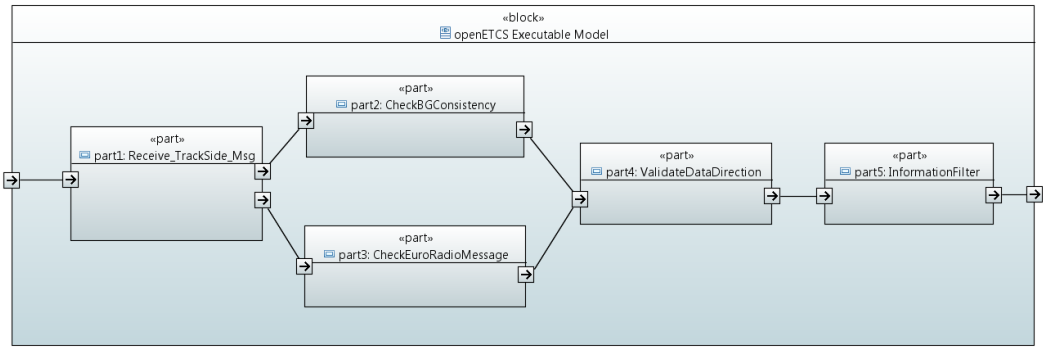 «block»
openETCS Executable Model
«part»
part1: Receive_TrackSide_Msg
«part»
part2: CheckBGConsistency
«part»
part3: CheckEuroRadioMessage
«part»
part4: ValidateDataDirection
«part»
part5: InformationFilter